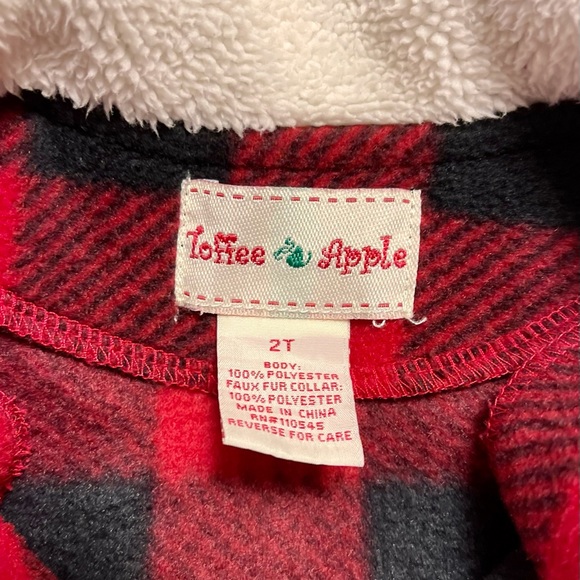 Toffee Apple
2T
BODY:
100% POLYESTER
FAUX FUR COLLAR:
100% POLYESTER
MADE IN CHINA
RN#110545
REVERSE FOR CARE